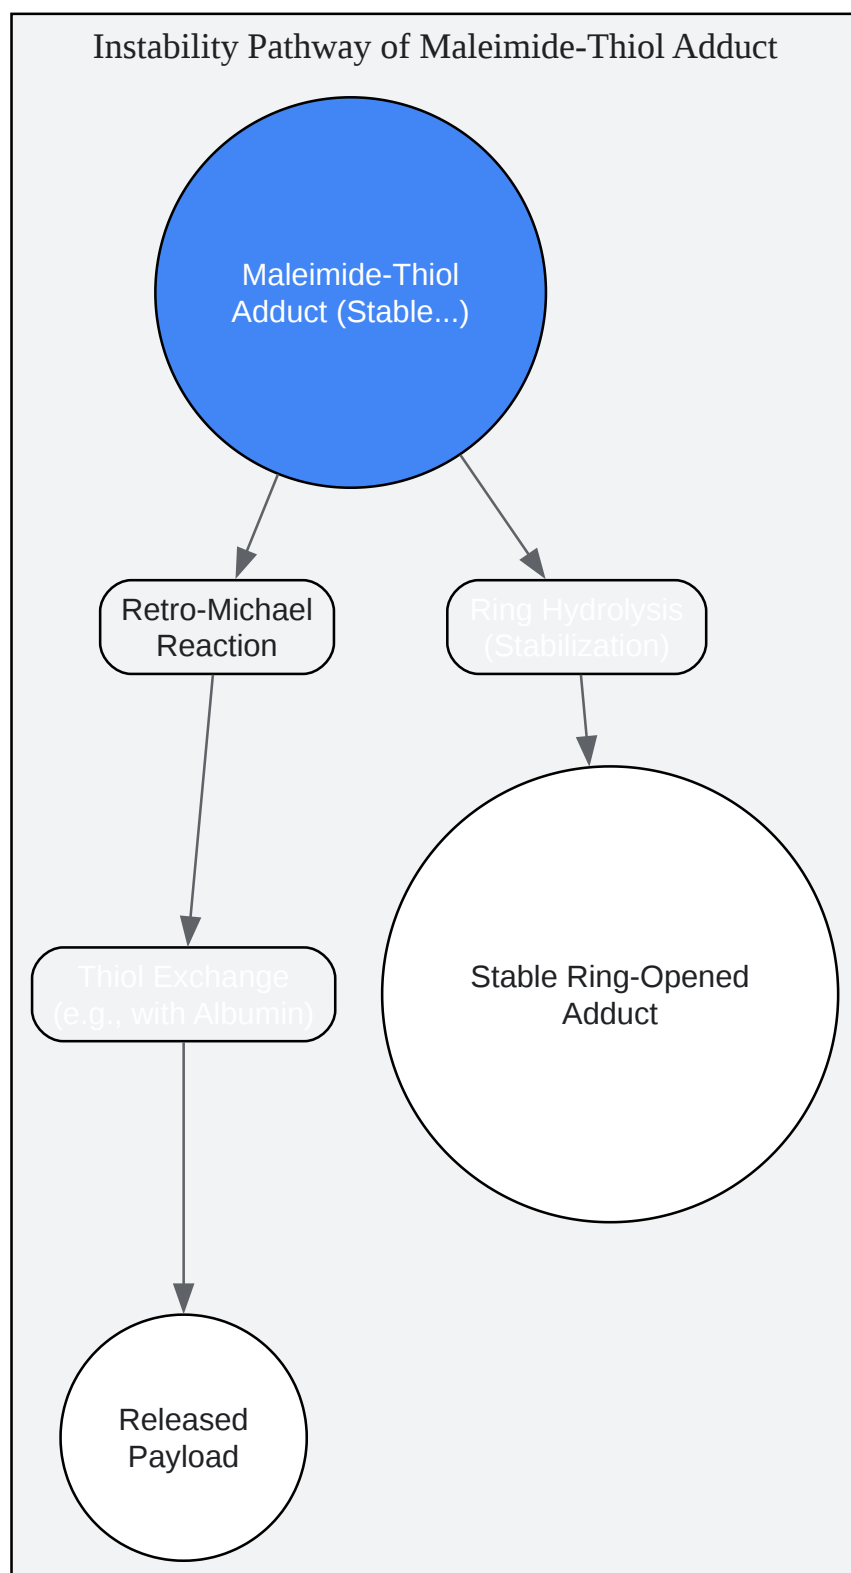 Instability Pathway of Maleimide-Thiol Adduct
Maleimide-Thiol
Adduct (Stable...)
Retro-Michael
Reaction
Ring Hydrolysis
(Stabilization)
Thiol Exchange
(e.g., with Albumin)
Stable Ring-Opened
Adduct
Released
Payload